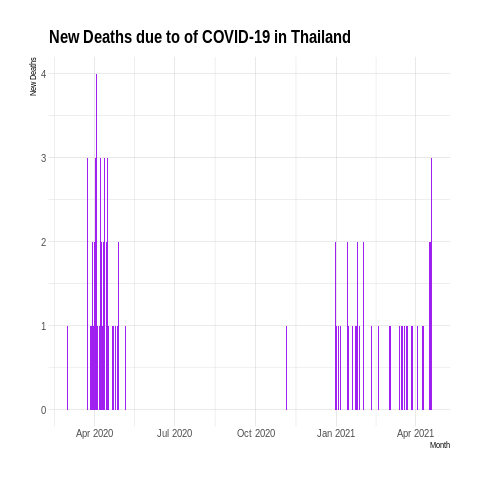 New Deaths due to of COVID-19 in Thailand
New Deaths
4
3
2
1
0
Apr 2020 Jul 2020 Oct 2020 Jan 2021 Apr 2021
Month